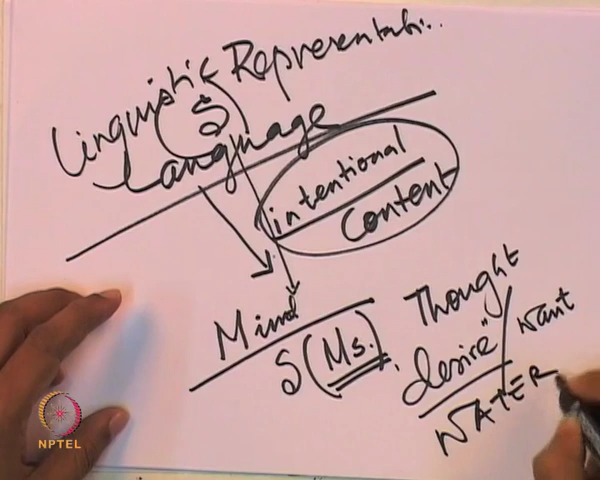 Linguistic Representati..
S
Language
intentional
content
Mind
S (Ms.)
Thought
desire" / want
WATER
NPTEL